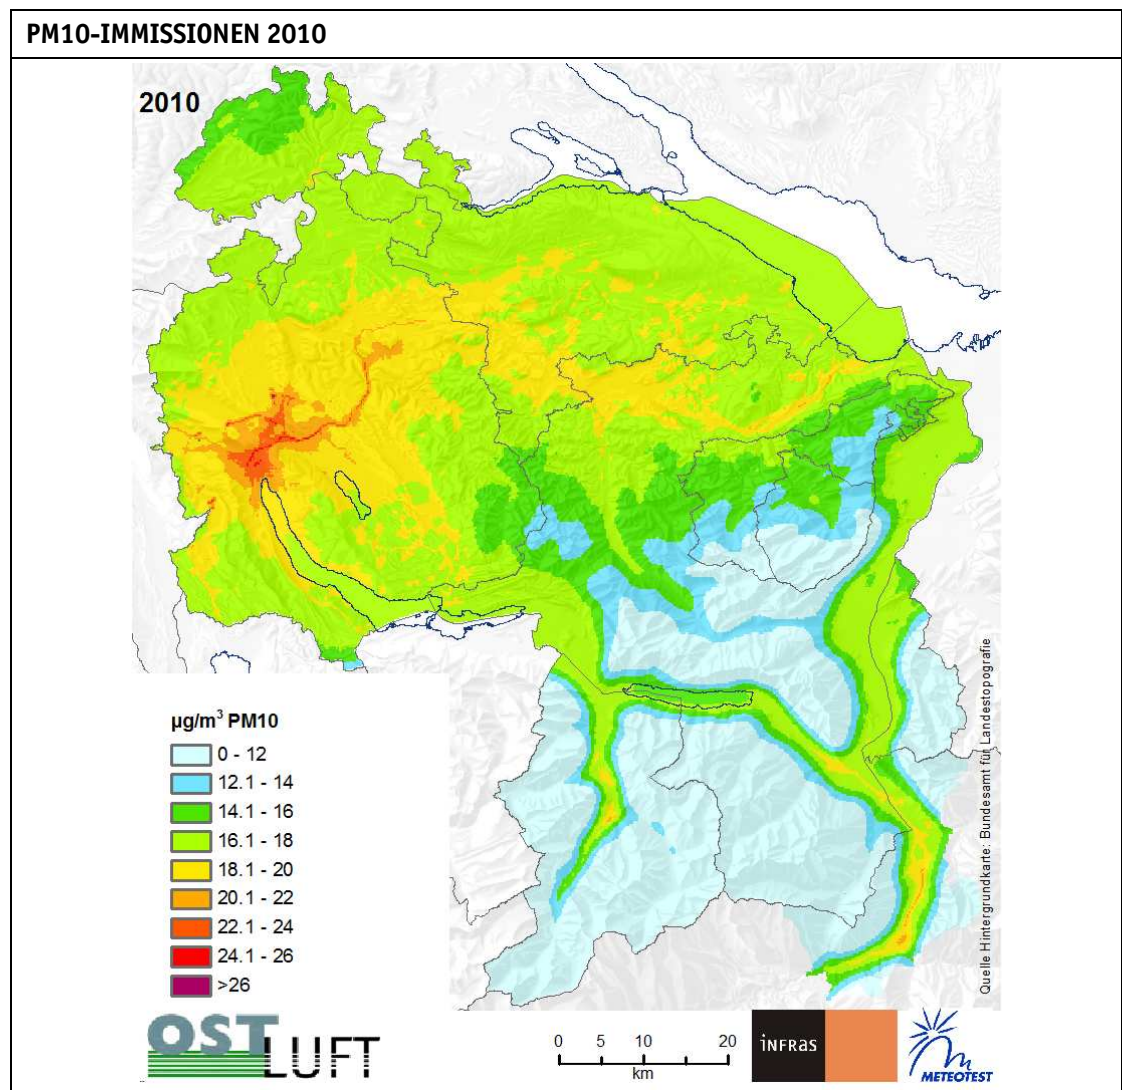 PM10-IMMISSIONEN 2010
2010
µg/m³ PM10
0 - 12
12.1 - 14
14.1 - 16
16.1 - 18
18.1 - 20
20.1 - 22
22.1 - 24
24.1 - 26
>26
Quelle Hintergrundkarte: Bundesamt für Landestopografie
OSTLUFT
0 5 10 20
km
iNFRAS
METEOTEST